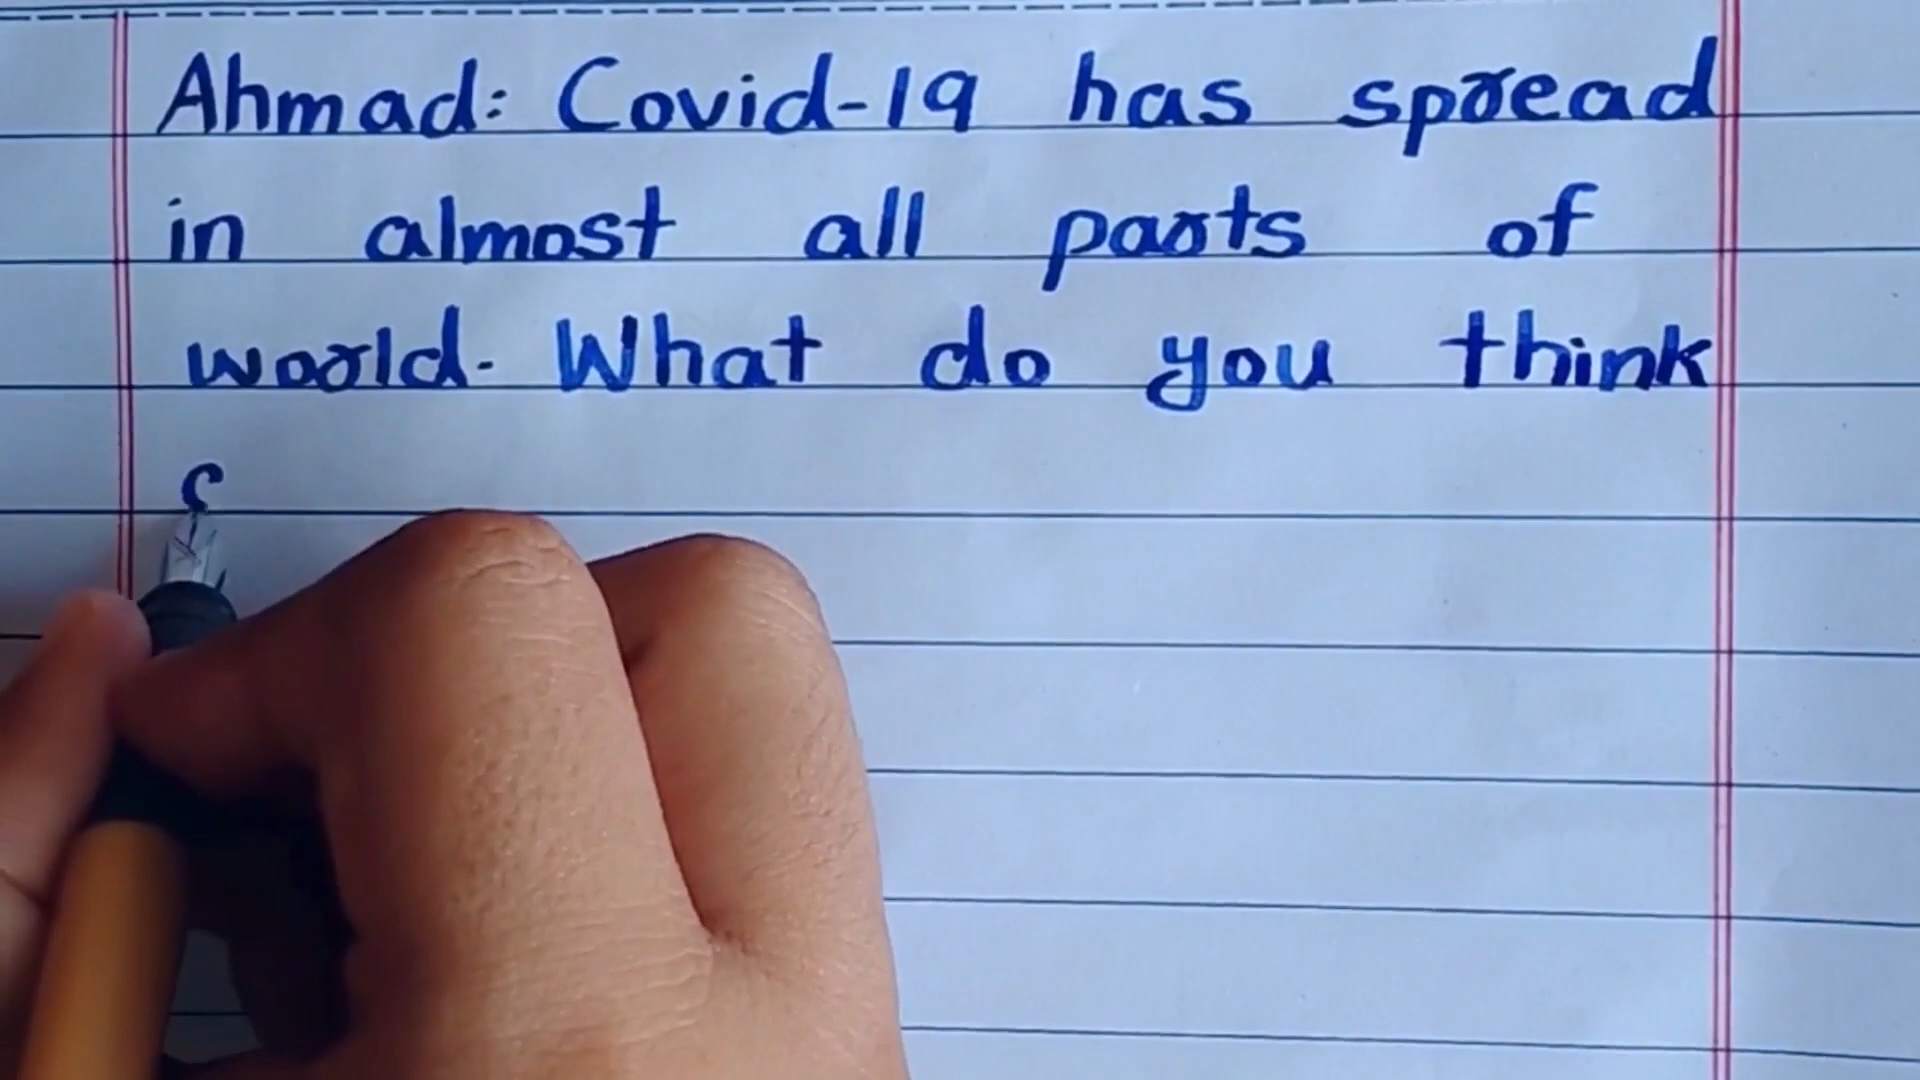 Ahmad: Covid-19 has spread
in almost all parts of
world. What do you think